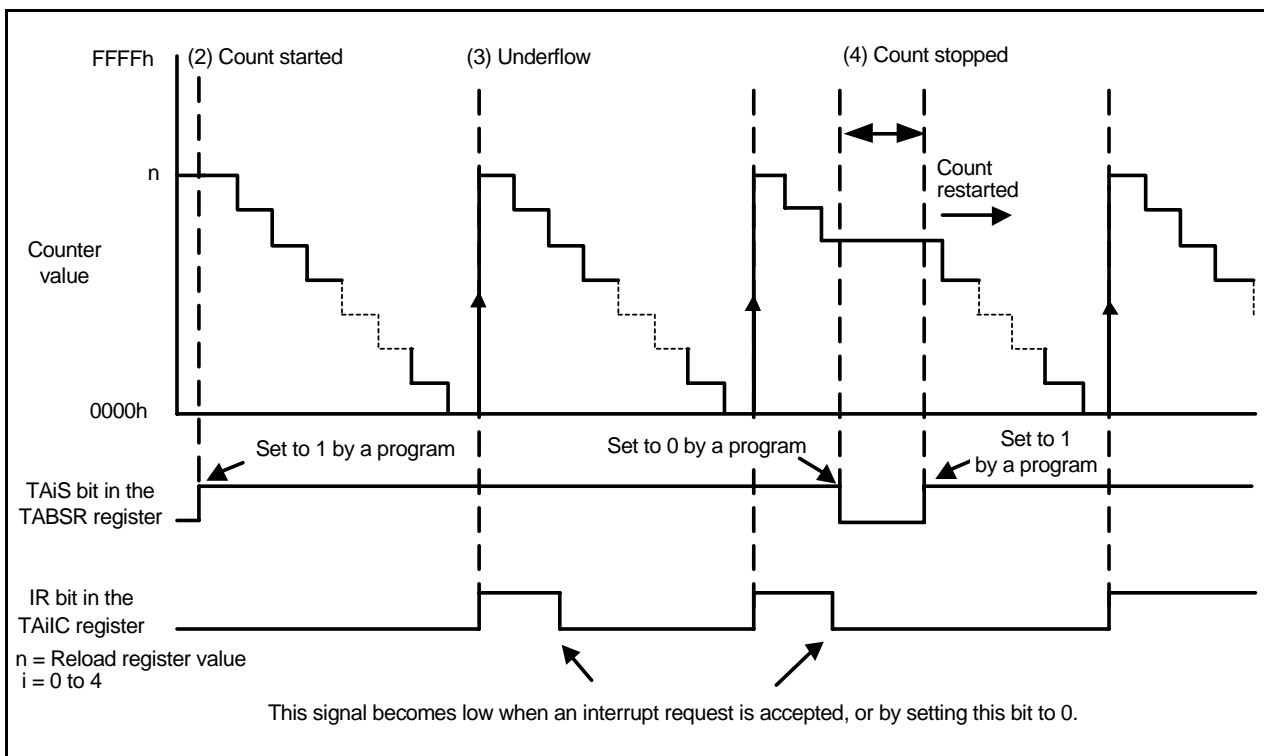 FFFFh
(2) Count started
(3) Underflow
(4) Count stopped
n
Count
restarted
Counter
value
0000h
Set to 1 by a program
Set to 0 by a program
Set to 1
by a program
TAiS bit in the
TABSR register
IR bit in the
TAiIC register
n = Reload register value
i = 0 to 4
This signal becomes low when an interrupt request is accepted, or by setting this bit to 0.